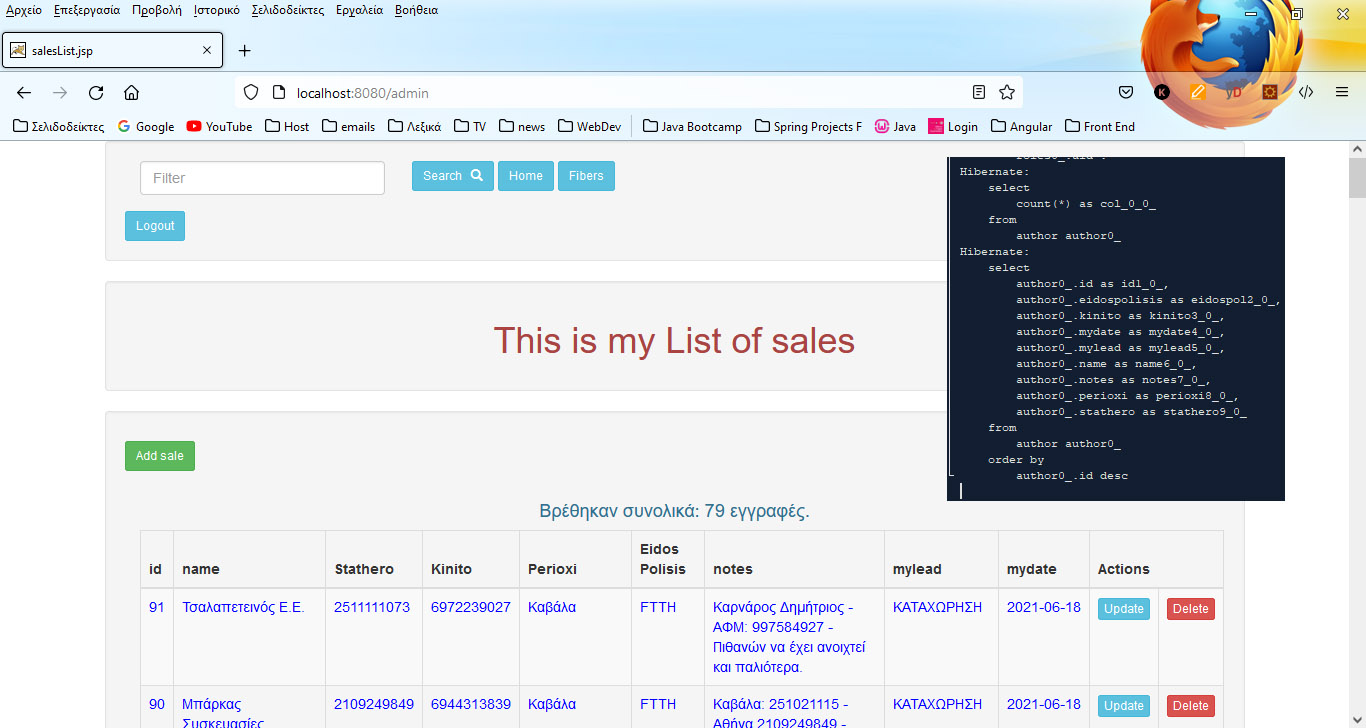 Αρχείο Επεξεργασία Προβολή Ιστορικό Σελιδοδείκτες Εργαλεία Βοήθεια
salesList.jsp
localhost:8080/admin
Σελιδοδείκτες Google YouTube Host emails Λεξικά TV news WebDev Java Bootcamp Spring Projects F Java Login Angular Front End
Filter Search Home Fibers
Logout
This is my List of sales
Hibernate:
select
count(*) as col_0_0_
from
author author0_
Hibernate:
select
author0_.id as id1_0_,
author0_.eidospolisis as eidospol2_0_,
author0_.kinito as kinito3_0_,
author0_.mydate as mydate4_0_,
author0_.mylead as mylead5_0_,
author0_.name as name6_0_,
author0_.notes as notes7_0_,
author0_.perioxi as perioxi8_0_,
author0_.stathero as stathero9_0_
from
author author0_
order by
author0_.id desc
Add sale
Βρέθηκαν συνολικά: 79 εγγραφές.
id name Stathero Kinito Perioxi Eidos Polisis notes mylead mydate Actions
91 Τσαλαπετεινός Ε.Ε. 2511111073 6972239027 Καβάλα FTTH Καρνάρος Δημήτριος - ΚΑΤΑΧΩΡΗΣΗ 2021-06-18 Update Delete
ΑΦΜ: 997584927 -
Πιθανών να έχει ανοιχτεί
και παλιότερα.
90 Μπάρκας 2109249849 6944313839 Καβάλα FTTH Καβάλα: 251021115 - ΚΑΤΑΧΩΡΗΣΗ 2021-06-18 Update Delete
Συσκευασίες Αθήνα 2109249849 -